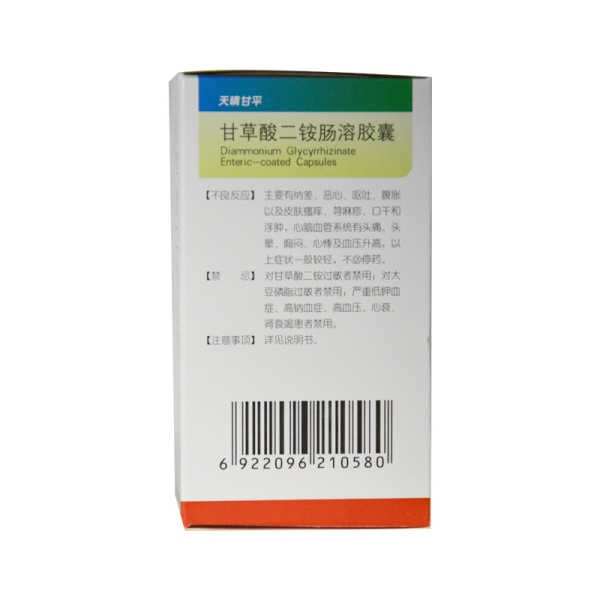 天晴甘平
甘草酸二铵肠溶胶囊
Diammonium Glycyrrhizinate
Enteric-coated Capsules
【不良反应】 主要有纳差、恶心、呕吐、腹胀
以及皮肤瘙痒、荨麻疹、口干和
浮肿，心脑血管系统有头痛、头
晕、胸闷、心悸及血压升高，以
上症状一般较轻，不必停药。
【禁　忌】 对甘草酸二铵过敏者禁用；对大
豆磷脂过敏者禁用；严重低钾血
症、高钠血症、高血压、心衰、
肾衰竭患者禁用。
【注意事项】 详见说明书。
6 922096 210580